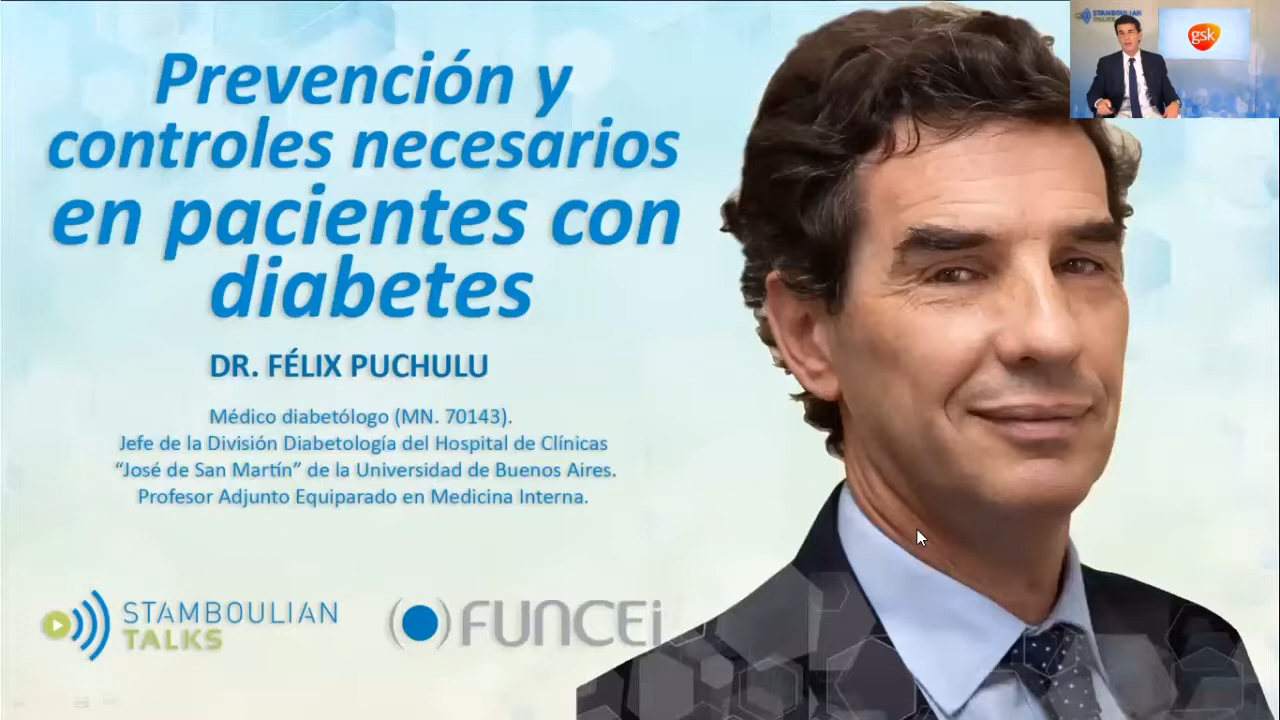 Prevención y
controles necesarios
en pacientes con
diabetes
DR. FÉLIX PUCHULU
Médico diabetólogo (MN. 70143).
Jefe de la División Diabetología del Hospital de Clínicas
“José de San Martín” de la Universidad de Buenos Aires.
Profesor Adjunto Equiparado en Medicina Interna.
STAMBOULIAN
TALKS
FUNCEi
STAMBOULIAN
TALKS
gsk